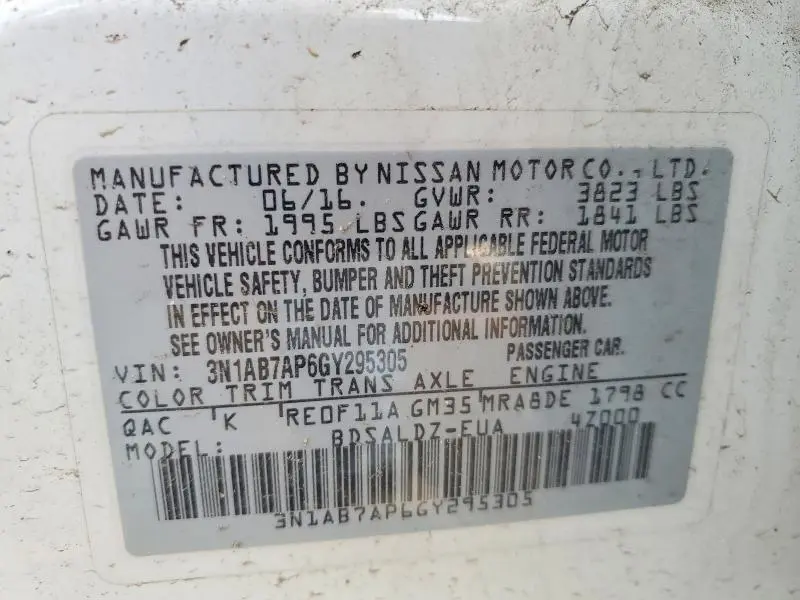 MANUFACTURED BY NISSAN MOTOR CO., LTD.
DATE: 06/16. GVWR: 3823 LBS
GAWR FR: 1995 LBS GAWR RR: 1841 LBS
THIS VEHICLE CONFORMS TO ALL APPLICABLE FEDERAL MOTOR
VEHICLE SAFETY, BUMPER AND THEFT PREVENTION STANDARDS
IN EFFECT ON THE DATE OF MANUFACTURE SHOWN ABOVE.
SEE OWNER'S MANUAL FOR ADDITIONAL INFORMATION.
VIN: 3N1AB7AP6GY295305 PASSENGER CAR.
COLOR TRIM TRANS AXLE ENGINE
QAC K RE0F11A GM35 MRA8DE 1798 CC
MODEL: BDSALDZ-EUA 4Z000
3N1AB7AP6GY295305